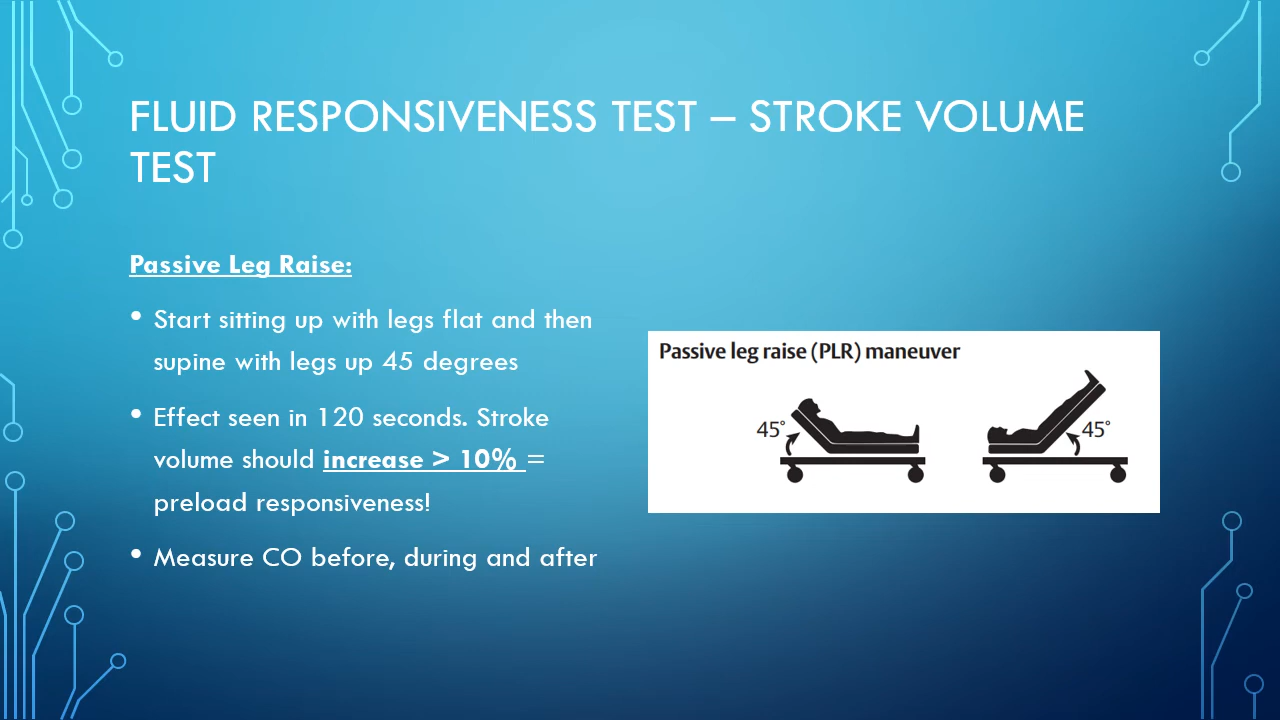 FLUID RESPONSIVENESS TEST – STROKE VOLUME
TEST
Passive Leg Raise:
• Start sitting up with legs flat and then
supine with legs up 45 degrees
• Effect seen in 120 seconds. Stroke
volume should increase > 10% =
preload responsiveness!
• Measure CO before, during and after
Passive leg raise (PLR) maneuver
45°
45°